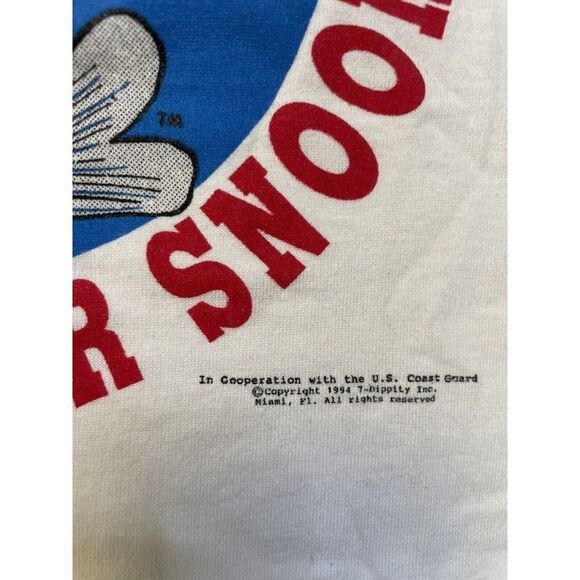 TM
R SNOO
In Cooperation with the U.S. Coast Guard
©Copyright 1994 7-Dippity Inc.
Miami, Fl. All rights reserved